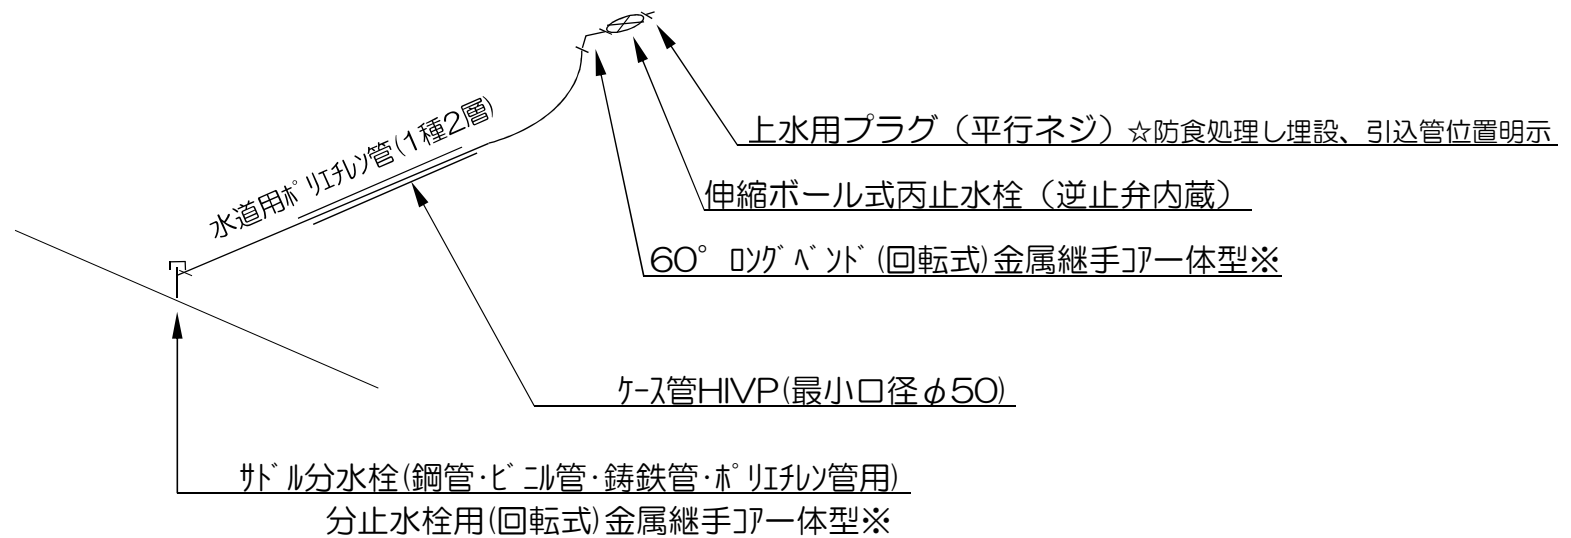 水道用ﾎﾟﾘｴﾁﾚﾝ管(1種2層)
上水用プラグ（平行ネジ）☆防食処理し埋設、引込管位置明示
伸縮ボール式丙止水栓（逆止弁内蔵）
60°ﾛﾝｸﾞﾍﾞﾝﾄﾞ(回転式)金属継手ｺｱ一体型※
ｹｰｽ管HIVP(最小口径φ50)
ｻﾄﾞﾙ分水栓(鋼管･ﾋﾞﾆﾙ管･鋳鉄管･ﾎﾟﾘｴﾁﾚﾝ管用)
分止水栓用(回転式)金属継手ｺｱ一体型※